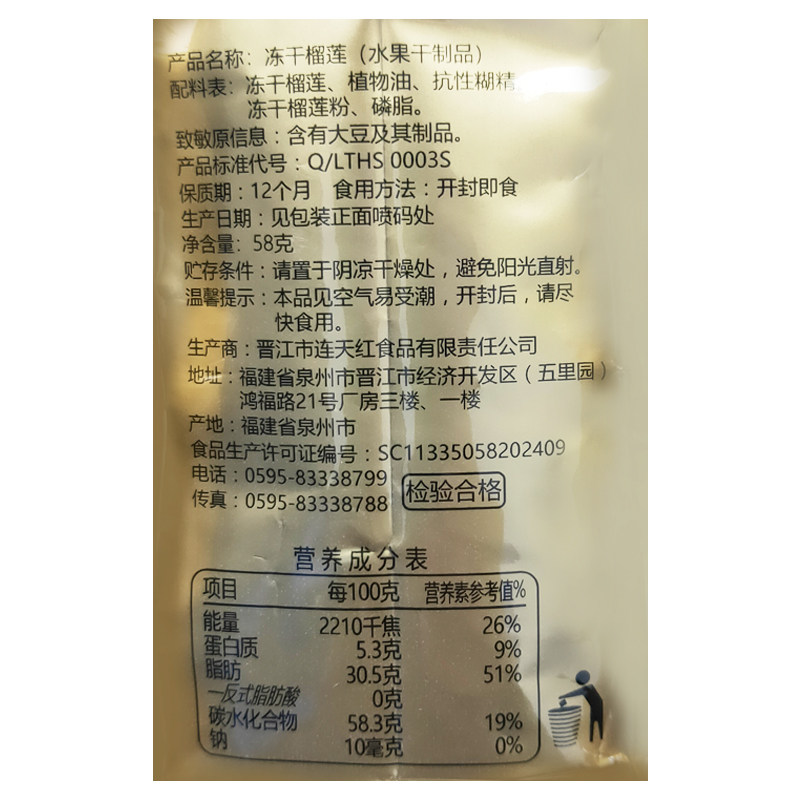 产品名称：冻干榴莲（水果干制品）
配料表：冻干榴莲、植物油、抗性糊精
冻干榴莲粉、磷脂。
致敏原信息：含有大豆及其制品。
产品标准代号：Q/LTHS 0003S
保质期：12个月 食用方法：开封即食
生产日期：见包装正面喷码处
净含量：58克
贮存条件：请置于阴凉干燥处，避免阳光直射。
温馨提示：本品见空气易受潮，开封后，请尽
快食用。
生产商：晋江市连天红食品有限责任公司
地址：福建省泉州市晋江市经济开发区（五里园）
鸿福路21号厂房三楼、一楼
产地：福建省泉州市
食品生产许可证编号：SC11335058202409
电话：0595-83338799
传真：0595-83338788
检验合格
营养成分表
项目 每100克 营养素参考值%
能量 2210千焦 26%
蛋白质 5.3克 9%
脂肪 30.5克 51%
—反式脂肪酸 0克
碳水化合物 58.3克 19%
钠 10毫克 0%